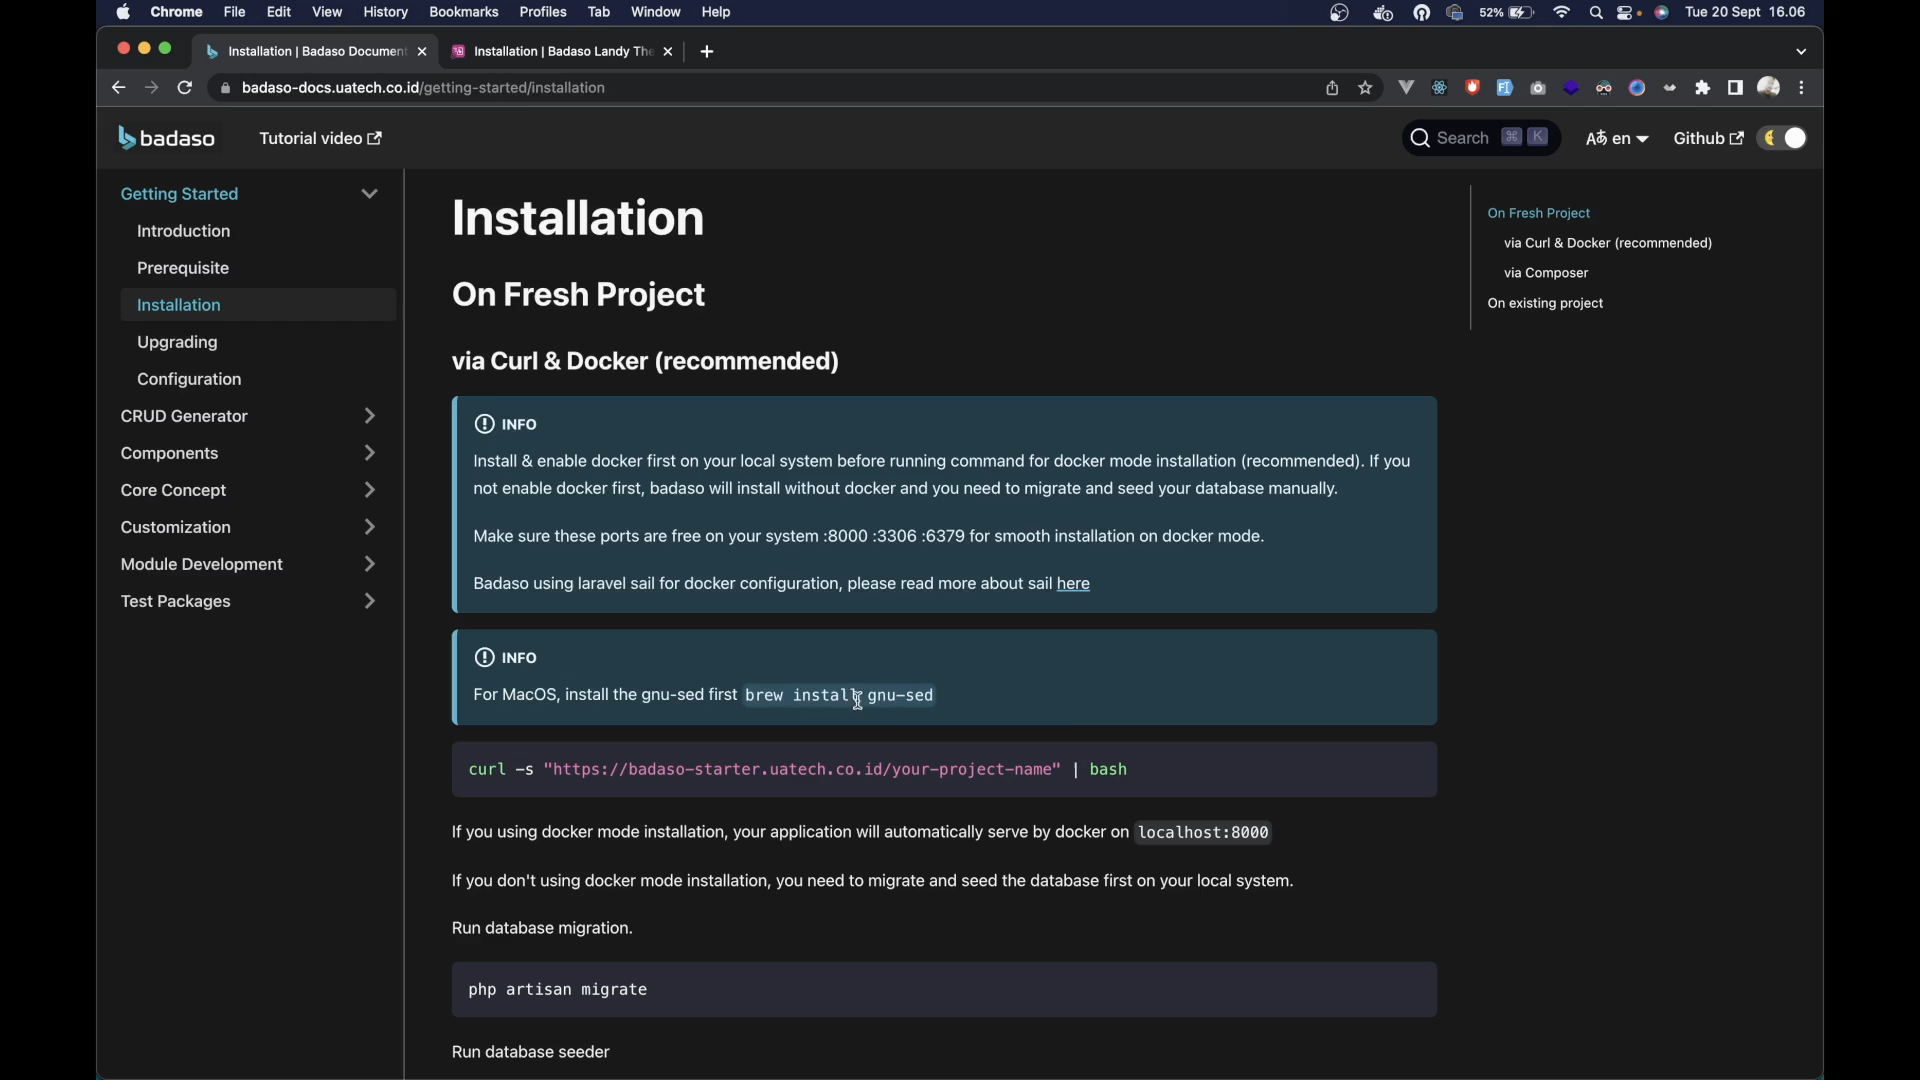 Chrome File Edit View History Bookmarks Profiles Tab Window Help 52% Tue 20 Sept 16.06
Installation | Badaso Document Installation | Badaso Landy The
badaso-docs.uatech.co.id/getting-started/installation
badaso Tutorial video Search ⌘ K en Github
Getting Started
Introduction
Prerequisite
Installation
Upgrading
Configuration
CRUD Generator
Components
Core Concept
Customization
Module Development
Test Packages
Installation
On Fresh Project
via Curl & Docker (recommended)
INFO
Install & enable docker first on your local system before running command for docker mode installation (recommended). If you
not enable docker first, badaso will install without docker and you need to migrate and seed your database manually.
Make sure these ports are free on your system :8000 :3306 :6379 for smooth installation on docker mode.
Badaso using laravel sail for docker configuration, please read more about sail here
INFO
For MacOS, install the gnu-sed first brew install gnu-sed
curl -s "https://badaso-starter.uatech.co.id/your-project-name" | bash
If you using docker mode installation, your application will automatically serve by docker on localhost:8000
If you don't using docker mode installation, you need to migrate and seed the database first on your local system.
Run database migration.
php artisan migrate
Run database seeder
On Fresh Project
via Curl & Docker (recommended)
via Composer
On existing project